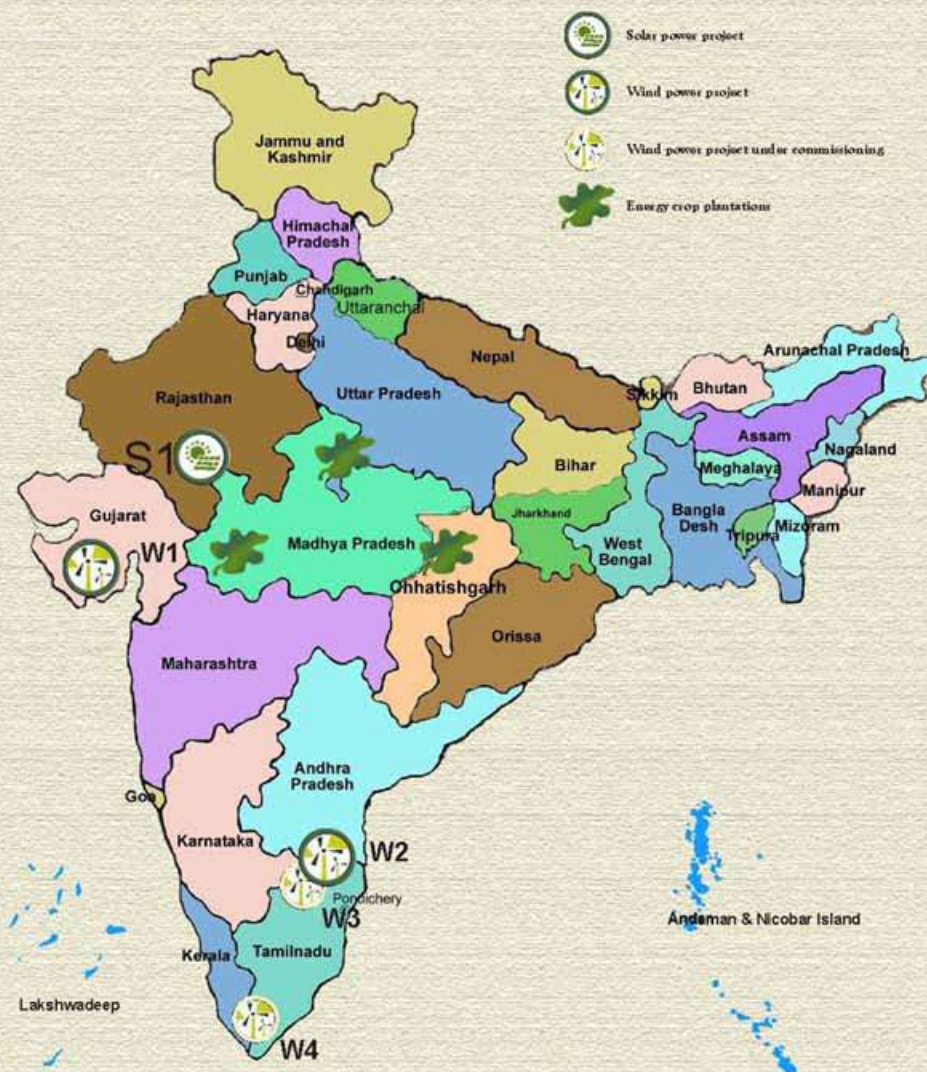 Solar power project
Wind power project
Wind power project under commissioning
Energy crop plantations
Jammu and
Kashmir
Himachal
Pradesh
Punjab
Chandigarh
Uttaranchal
Haryana
Delhi
Nepal
Arunachal Pradesh
Rajasthan
Uttar Pradesh
Sikkim
Bhutan
S1
Bihar
Assam
Nagaland
Meghalaya
Manipur
Gujarat
Jharkhand
Bangla
Desh
Tripura
Mizoram
W1
Madhya Pradesh
West
Bengal
Chhatishgarh
Orissa
Maharashtra
Andhra
Pradesh
Goa
Karnataka
W2
Pondichery
W3
Andaman & Nicobar Island
Kerala
Tamilnadu
Lakshwadeep
W4